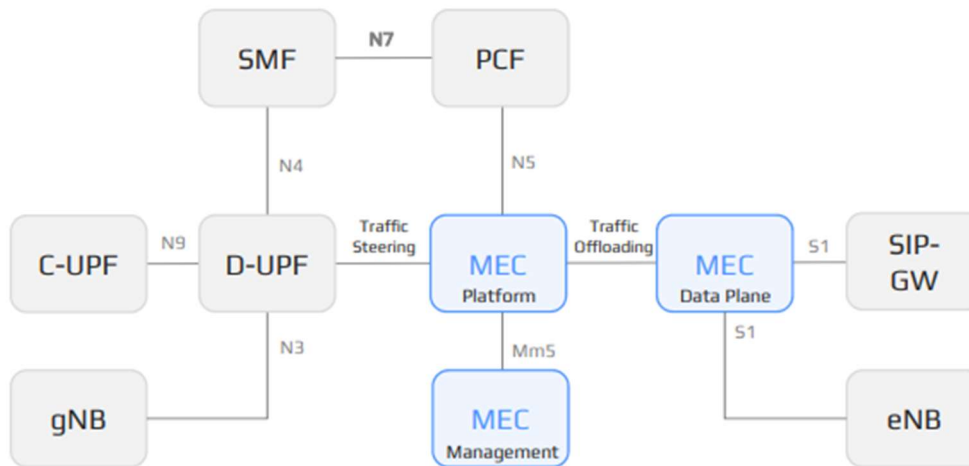 SMF
N7
PCF
N4
N5
C-UPF
N9
D-UPF
Traffic
Steering
MEC
Platform
Traffic
Offloading
MEC
Data Plane
S1
SIP-
GW
N3
Mm5
S1
gNB
MEC
Management
eNB